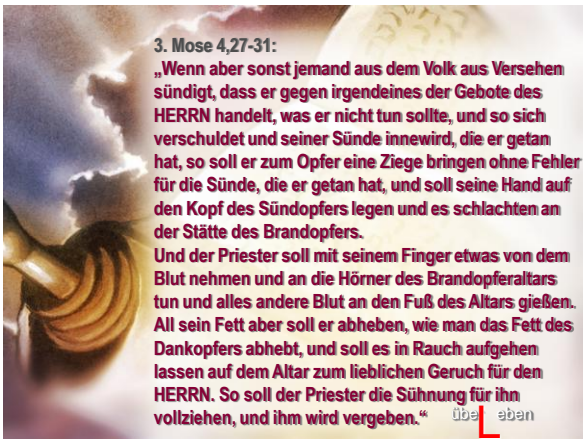 3. Mose 4,27-31:
„Wenn aber sonst jemand aus dem Volk aus Versehen
sündigt, dass er gegen irgendeines der Gebote des
HERRN handelt, was er nicht tun sollte, und so sich
verschuldet und seiner Sünde innewird, die er getan
hat, so soll er zum Opfer eine Ziege bringen ohne Fehler
für die Sünde, die er getan hat, und soll seine Hand auf
den Kopf des Sündopfers legen und es schlachten an
der Stätte des Brandopfers.
Und der Priester soll mit seinem Finger etwas von dem
Blut nehmen und an die Hörner des Brandopferaltars
tun und alles andere Blut an den Fuß des Altars gießen.
All sein Fett aber soll er abheben, wie man das Fett des
Dankopfers abhebt, und soll es in Rauch aufgehen
lassen auf dem Altar zum lieblichen Geruch für den
HERRN. So soll der Priester die Sühnung für ihn
vollziehen, und ihm wird vergeben.“
überLeben